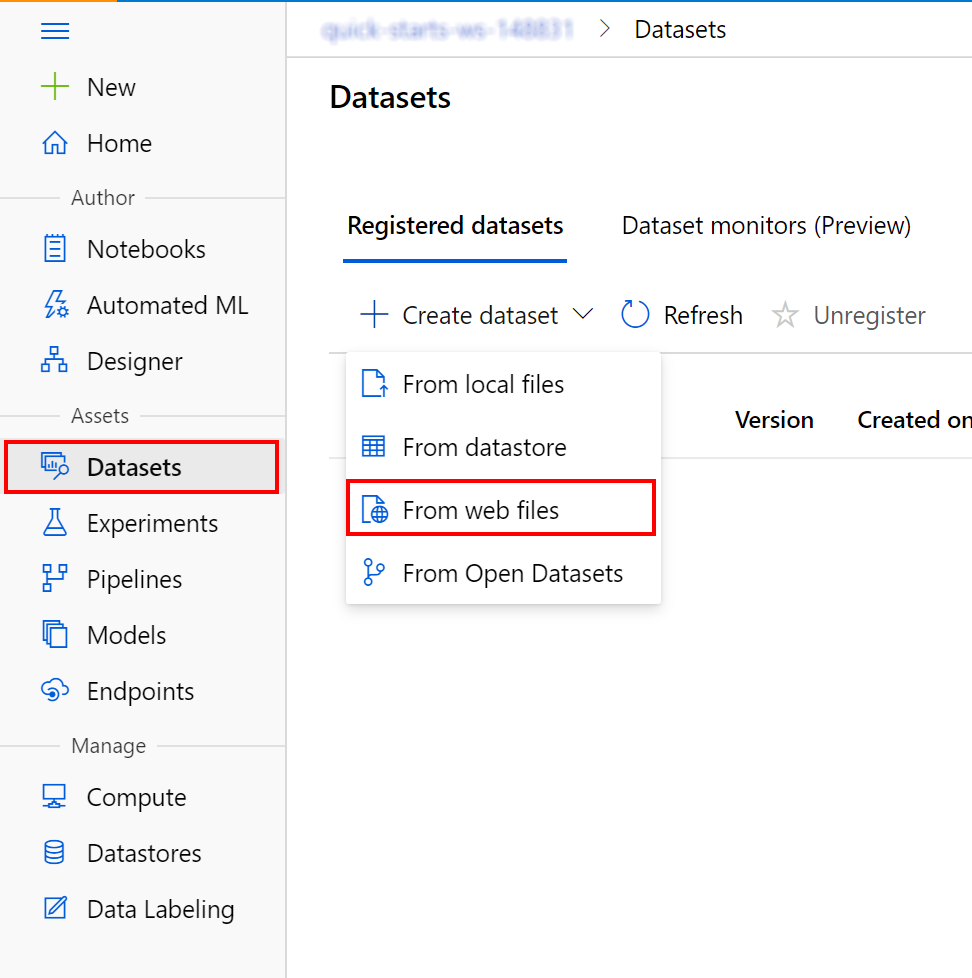 New
Home
Author
Notebooks
Automated ML
Designer
Assets
Datasets
Experiments
Pipelines
Models
Endpoints
Manage
Compute
Datastores
Data Labeling
Datasets
Datasets
Registered datasets Dataset monitors (Preview)
Create dataset Refresh Unregister
From local files
From datastore
From web files
From Open Datasets
Version Created on